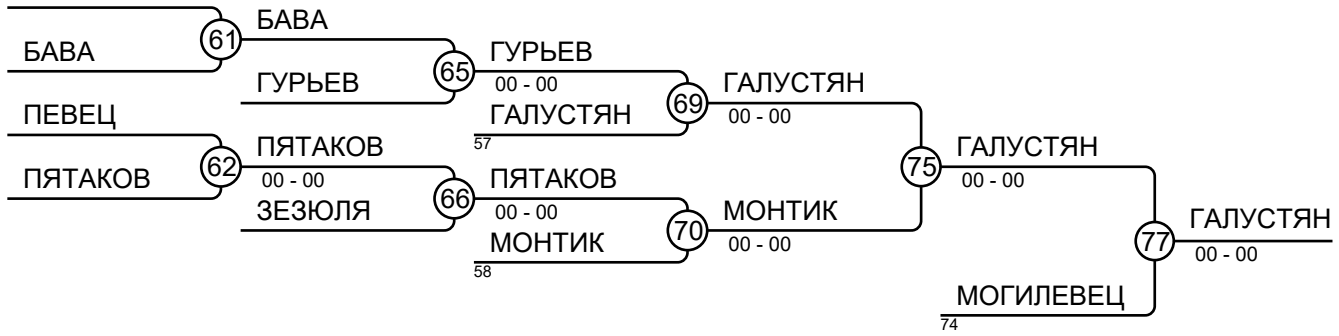 БАВА
61
БАВА
ГУРЬЕВ
65
ГУРЬЕВ
00 - 00
ГАЛУСТЯН
57
69
ГАЛУСТЯН
00 - 00
ПЕВЕЦ
ПЯТАКОВ
62
ПЯТАКОВ
00 - 00
ЗЕЗЮЛЯ
66
ПЯТАКОВ
00 - 00
МОНТИК
58
70
МОНТИК
00 - 00
75
ГАЛУСТЯН
00 - 00
МОГИЛЕВЕЦ
74
77
ГАЛУСТЯН
00 - 00